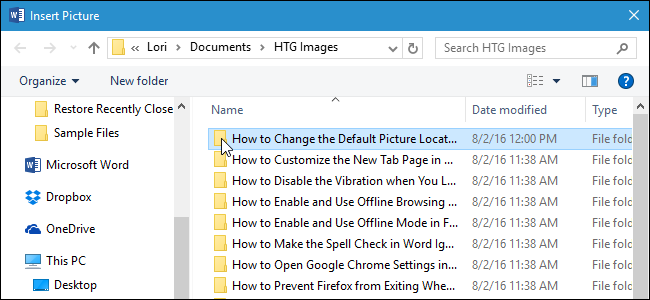 Insert Picture
« Lori > Documents > HTG Images
Search HTG Images
Organize New folder
Restore Recently Close
Sample Files
Microsoft Word
Dropbox
OneDrive
This PC
Desktop
Name Date modified Type
How to Change the Default Picture Locat... 8/2/16 12:00 PM File fold
How to Customize the New Tab Page in ... 8/2/16 11:38 AM File fold
How to Disable the Vibration when You L... 8/2/16 11:38 AM File fold
How to Enable and Use Offline Browsing ... 8/2/16 11:38 AM File fold
How to Enable and Use Offline Mode in F... 8/2/16 11:38 AM File fold
How to Make the Spell Check in Word Ig... 8/2/16 11:38 AM File fold
How to Open Google Chrome Settings in... 8/2/16 11:38 AM File fold
How to Prevent Firefox from Exiting Whe... 8/2/16 11:38 AM File fold